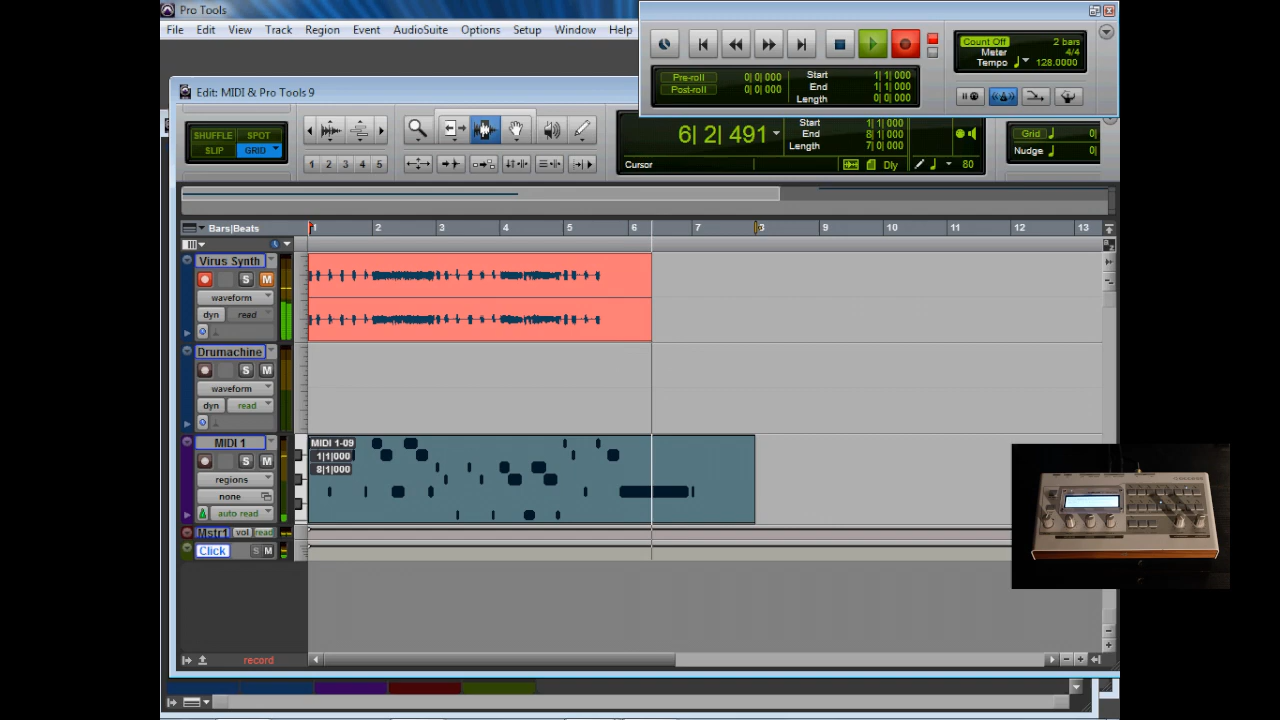 Pro Tools
File Edit View Track Region Event AudioSuite Options Setup Window Help
Count Off 2 bars
Meter 4/4
Tempo 128.0000
Pre-roll 0| 0| 000
Post-roll 0| 0| 000
Start 1| 1| 000
End 1| 1| 000
Length 0| 0| 000
Edit: MIDI & Pro Tools 9
SHUFFLE SPOT
SLIP GRID
1 2 3 4 5
6| 2| 491
Start 1| 1| 000
End 8| 1| 000
Length 7| 0| 000
Cursor
Dly
80
Grid 0|
Nudge 0|
Bars|Beats
1 2 3 4 5 6 7 8 9 10 11 12 13
Virus Synth
S M
waveform
dyn read
Drumachine
S M
waveform
dyn read
MIDI 1
S M
regions
none
auto read
MIDI 1-09
1|1|000
8|1|000
Mstr1 vol read
Click S M
record